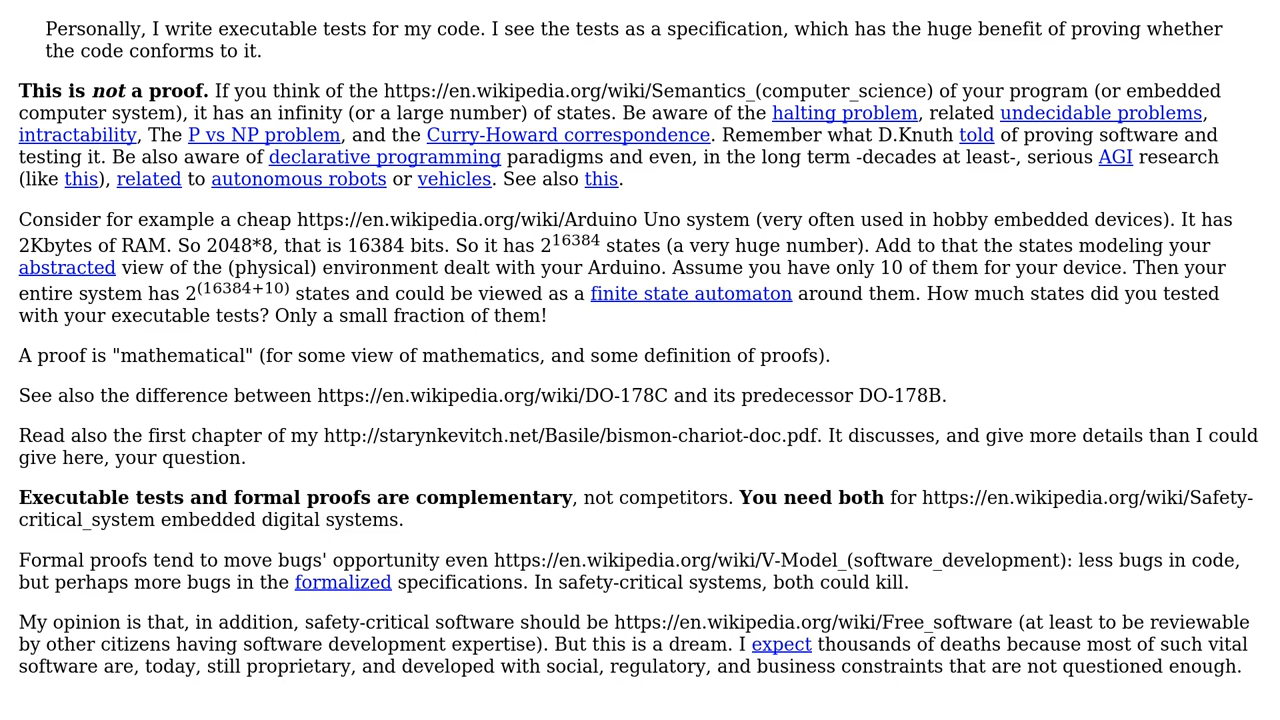 Personally, I write executable tests for my code. I see the tests as a specification, which has the huge benefit of proving whether
the code conforms to it.
This is not a proof. If you think of the https://en.wikipedia.org/wiki/Semantics_(computer_science) of your program (or embedded
computer system), it has an infinity (or a large number) of states. Be aware of the halting problem, related undecidable problems,
intractability, The P vs NP problem, and the Curry-Howard correspondence. Remember what D.Knuth told of proving software and
testing it. Be also aware of declarative programming paradigms and even, in the long term -decades at least-, serious AGI research
(like this), related to autonomous robots or vehicles. See also this.
Consider for example a cheap https://en.wikipedia.org/wiki/Arduino Uno system (very often used in hobby embedded devices). It has
2Kbytes of RAM. So 2048*8, that is 16384 bits. So it has 2^16384 states (a very huge number). Add to that the states modeling your
abstracted view of the (physical) environment dealt with your Arduino. Assume you have only 10 of them for your device. Then your
entire system has 2^(16384+10) states and could be viewed as a finite state automaton around them. How much states did you tested
with your executable tests? Only a small fraction of them!
A proof is "mathematical" (for some view of mathematics, and some definition of proofs).
See also the difference between https://en.wikipedia.org/wiki/DO-178C and its predecessor DO-178B.
Read also the first chapter of my http://starynkevitch.net/Basile/bismon-chariot-doc.pdf. It discusses, and give more details than I could
give here, your question.
Executable tests and formal proofs are complementary, not competitors. You need both for https://en.wikipedia.org/wiki/Safety-
critical_system embedded digital systems.
Formal proofs tend to move bugs' opportunity even https://en.wikipedia.org/wiki/V-Model_(software_development): less bugs in code,
but perhaps more bugs in the formalized specifications. In safety-critical systems, both could kill.
My opinion is that, in addition, safety-critical software should be https://en.wikipedia.org/wiki/Free_software (at least to be reviewable
by other citizens having software development expertise). But this is a dream. I expect thousands of deaths because most of such vital
software are, today, still proprietary, and developed with social, regulatory, and business constraints that are not questioned enough.